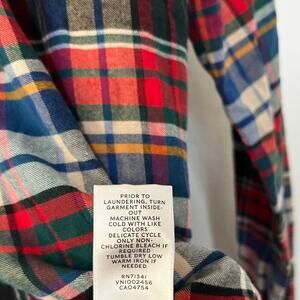 PRIOR TO
LAUNDERING, TURN
GARMENT INSIDE-
OUT
MACHINE WASH
COLD WITH LIKE
COLORS
DELICATE CYCLE
ONLY NON-
CHLORINE BLEACH IF
REQUIRED
TUMBLE DRY LOW
WARM IRON IF
NEEDED
RN71341
VN1002456
CA04754